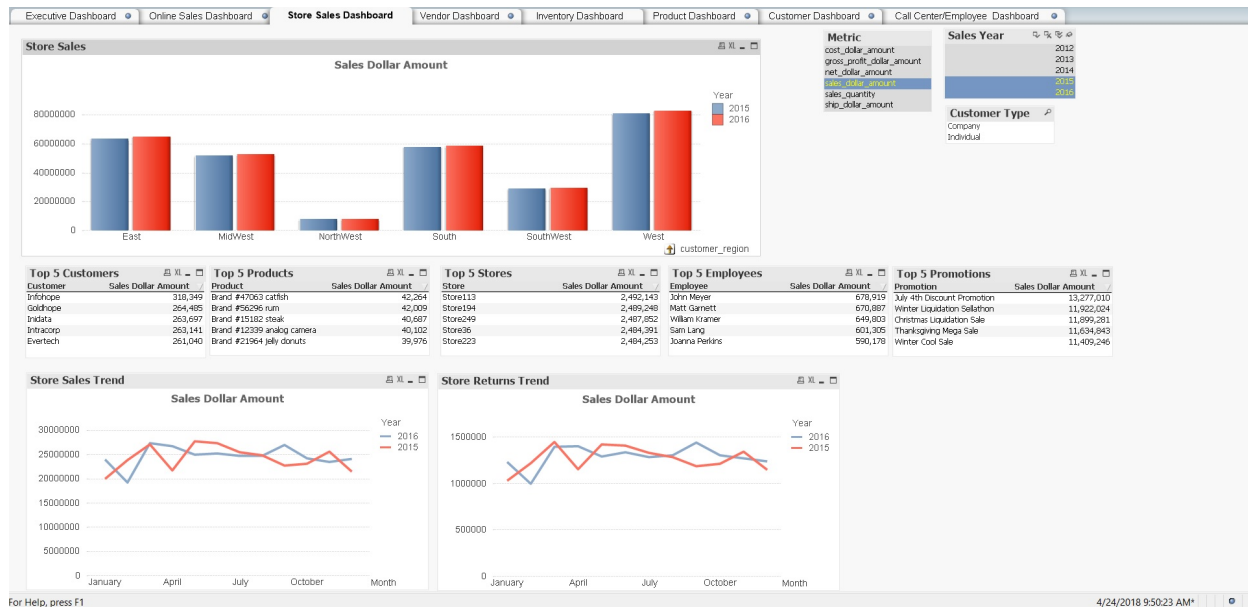 Executive Dashboard Online Sales Dashboard Store Sales Dashboard Vendor Dashboard Inventory Dashboard Product Dashboard Customer Dashboard Call Center/Employee Dashboard
Store Sales XL
Sales Dollar Amount
Year
2015
2016
80000000
60000000
40000000
20000000
0
East MidWest NorthWest South SouthWest West
customer_region
Metric
cost_dollar_amount
gross_profit_dollar_amount
net_dollar_amount
sales_dollar_amount
sales_quantity
ship_dollar_amount
Sales Year
2012
2013
2014
2015
2016
Customer Type
Company
Individual
Top 5 Customers XL
Customer Sales Dollar Amount
Infohope 318,349
Goldhope 264,485
Inidata 263,697
Intracorp 263,141
Evertech 261,040
Top 5 Products XL
Product Sales Dollar Amount
Brand #47063 catfish 42,264
Brand #56296 rum 42,009
Brand #15182 steak 40,687
Brand #12339 analog camera 40,102
Brand #21964 jelly donuts 39,976
Top 5 Stores XL
Store Sales Dollar Amount
Store113 2,492,143
Store194 2,489,248
Store249 2,487,852
Store36 2,484,391
Store223 2,484,253
Top 5 Employees XL
Employee Sales Dollar Amount
John Meyer 678,919
Matt Garnett 670,887
William Kramer 649,803
Sam Lang 601,305
Joanna Perkins 590,178
Top 5 Promotions XL
Promotion Sales Dollar Amount
July 4th Discount Promotion 13,277,010
Winter Liquidation Sellathon 11,922,024
Christmas Liquidation Sale 11,899,281
Thanksgiving Mega Sale 11,634,843
Winter Cool Sale 11,409,246
Store Sales Trend XL
Sales Dollar Amount
Year
2016
2015
30000000
25000000
20000000
15000000
10000000
5000000
0
January April July October Month
Store Returns Trend XL
Sales Dollar Amount
Year
2016
2015
1500000
1000000
500000
0
January April July October Month
For Help, press F1 4/24/2018 9:50:23 AM*